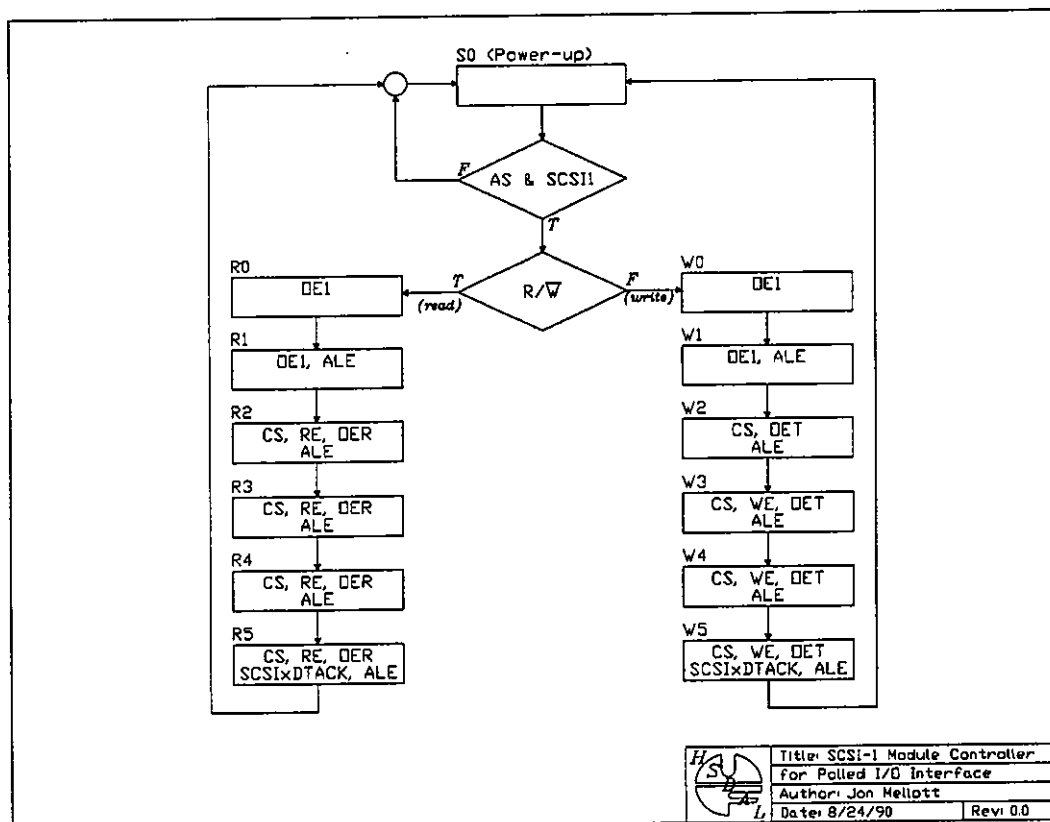 S0 (Power-up)
AS & SCSI1
F
T
R/W̅
T
(read)
F
(write)
R0
OE1
R1
OE1, ALE
R2
CS, RE, OER
ALE
R3
CS, RE, OER
ALE
R4
CS, RE, OER
ALE
R5
CS, RE, OER
SCSIxDTACK, ALE
W0
OE1
W1
OE1, ALE
W2
CS, OET
ALE
W3
CS, WE, OET
ALE
W4
CS, WE, OET
ALE
W5
CS, WE, OET
SCSIxDTACK, ALE
H S D A L
Title: SCSI-1 Module Controller
for Polled I/O Interface
Author: Jon Mellott
Date: 8/24/90
Rev: 0.0